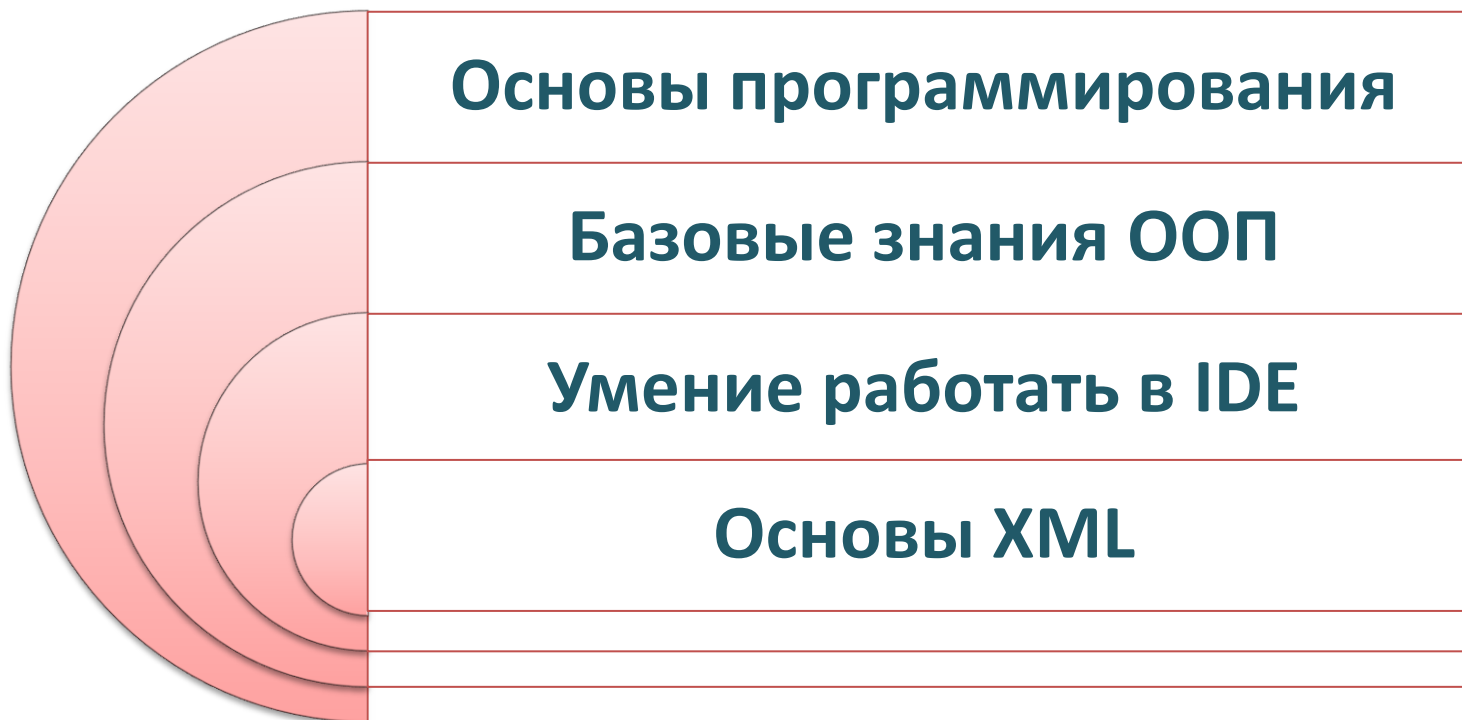 Основы программирования
Базовые знания ООП
Умение работать в IDE
Основы XML